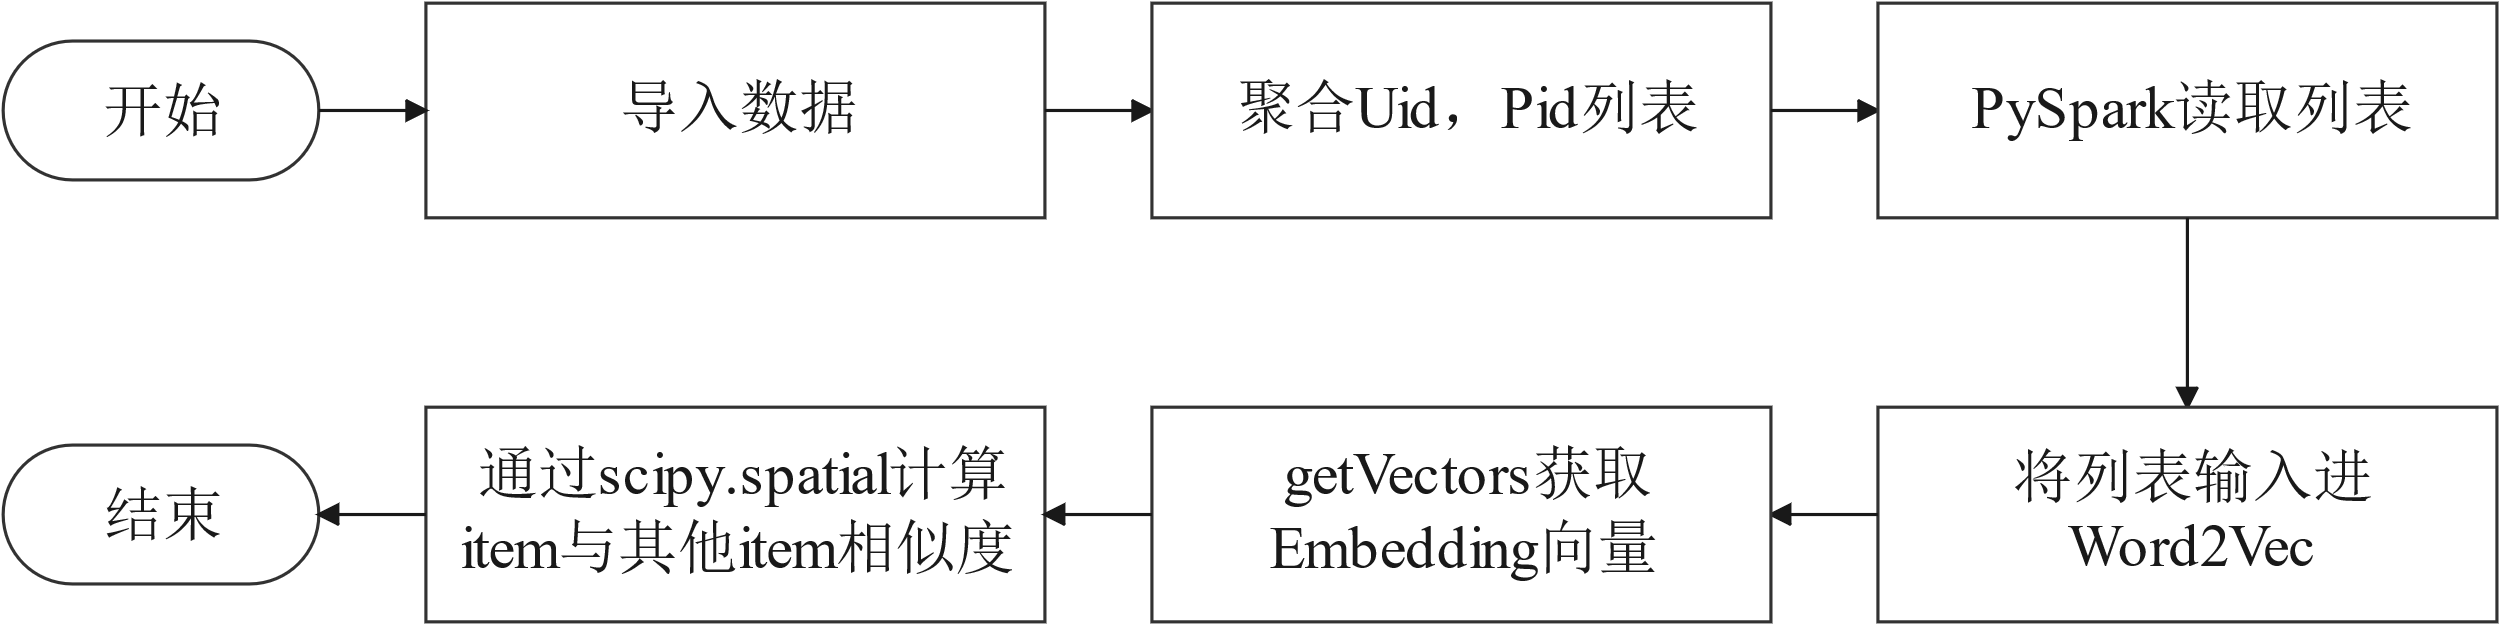 开始
导入数据
聚合Uid，Pid列表
PySpark读取列表
将列表输入进
Word2Vec
getVectors获取
Embedding向量
通过scipy.spatial计算
item与其他item相似度
结束